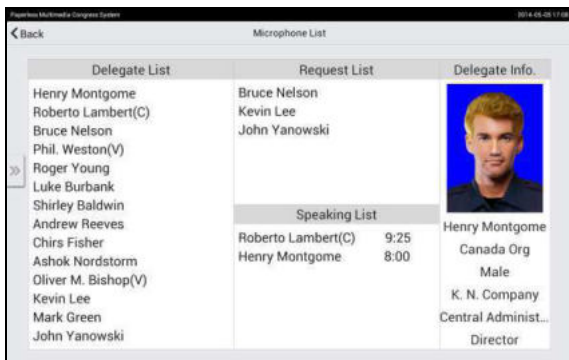 Paperless Multimedia Congress System
2014-05-05 17:08
Back
Microphone List
Delegate List
Henry Montgome
Roberto Lambert(C)
Bruce Nelson
Phil. Weston(V)
Roger Young
Luke Burbank
Shirley Baldwin
Andrew Reeves
Chirs Fisher
Ashok Nordstorm
Oliver M. Bishop(V)
Kevin Lee
Mark Green
John Yanowski
Request List
Bruce Nelson
Kevin Lee
John Yanowski
Speaking List
Roberto Lambert(C) 9:25
Henry Montgome 8:00
Delegate Info.
Henry Montgome
Canada Org
Male
K. N. Company
Central Administ...
Director